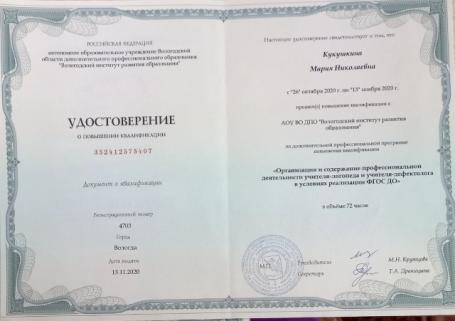 РОССИЙСКАЯ ФЕДЕРАЦИЯ
автономное образовательное учреждение Вологодской
области дополнительного профессионального образования
"Вологодский институт развития образования"
УДОСТОВЕРЕНИЕ
О ПОВЫШЕНИИ КВАЛИФИКАЦИИ
352412575407
Документ о квалификации
Регистрационный номер
4703
Город
Вологда
Дата выдачи
13.11.2020
Настоящее удостоверение свидетельствует о том, что
Кукушкина
Мария Николаевна
с "26" октября 2020 г. по "13" ноября 2020 г.
прошел(а) повышение квалификации в
АОУ ВО ДПО "Вологодский институт развития
образования"
по дополнительной профессиональной программе
повышения квалификации
«Организация и содержание профессиональной
деятельности учителя-логопеда и учителя-дефектолога
в условиях реализации ФГОС ДО»
в объёме 72 часов
М.П.
Руководитель
М.Н. Крутцова
Секретарь